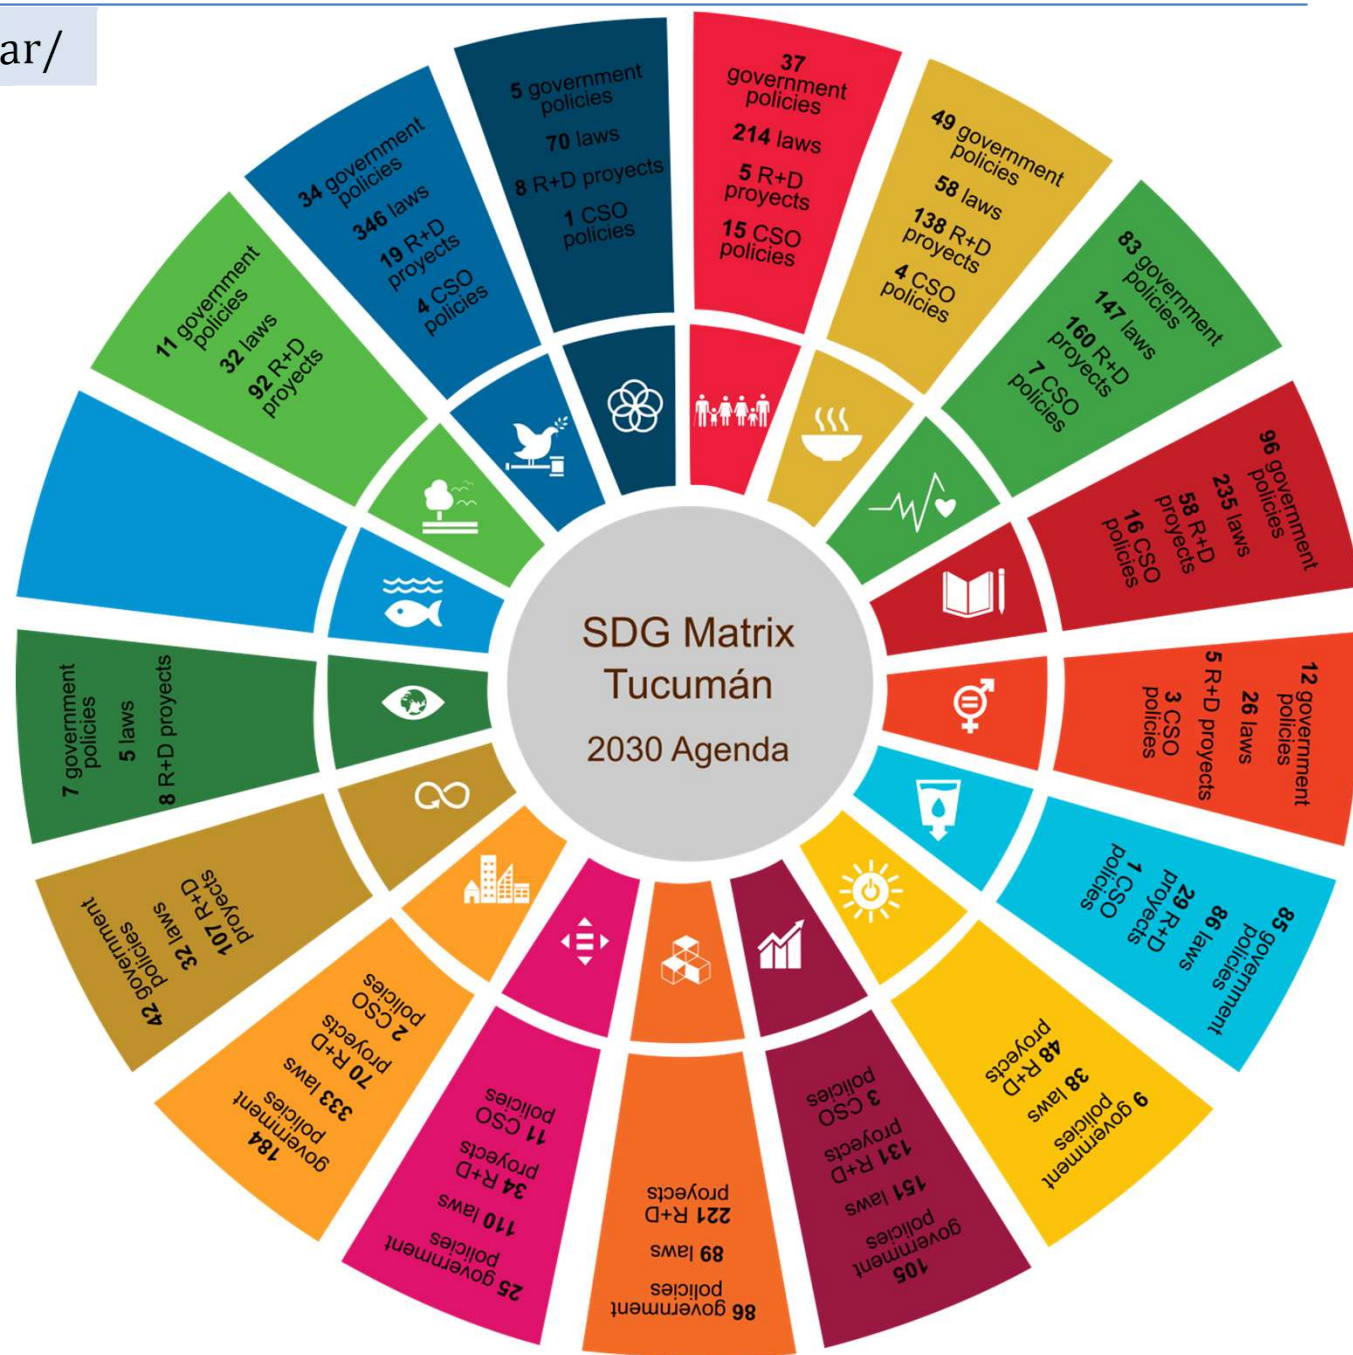 ar/
37
government
policies
214 laws
5 R+D
proyects
15 CSO
policies
49 government
policies
58 laws
138 R+D
proyects
4 CSO
policies
83 government
policies
147 laws
160 R+D
proyects
7 CSO
policies
96 government
policies
235 laws
58 R+D
proyects
16 CSO
policies
12 government
policies
26 laws
5 R+D proyects
3 CSO
policies
85 government
policies
86 laws
29 R+D
proyects
1 CSO
policies
9 government
policies
38 laws
48 R+D
proyects
105
government
policies
151 laws
131 R+D
proyects
3 CSO
policies
86 government
policies
89 laws
221 R+D
proyects
25 government
policies
110 laws
34 R+D
proyects
11 CSO
policies
184
government
policies
333 laws
70 R+D
proyects
2 CSO
policies
42 government
policies
32 laws
107 R+D
proyects
7 government
policies
5 laws
8 R+D proyects
11 government
policies
32 laws
92 R+D
proyects
34 government
policies
346 laws
19 R+D
proyects
4 CSO
policies
5 government
policies
70 laws
8 R+D proyects
1 CSO
policies
SDG Matrix
Tucumán
2030 Agenda